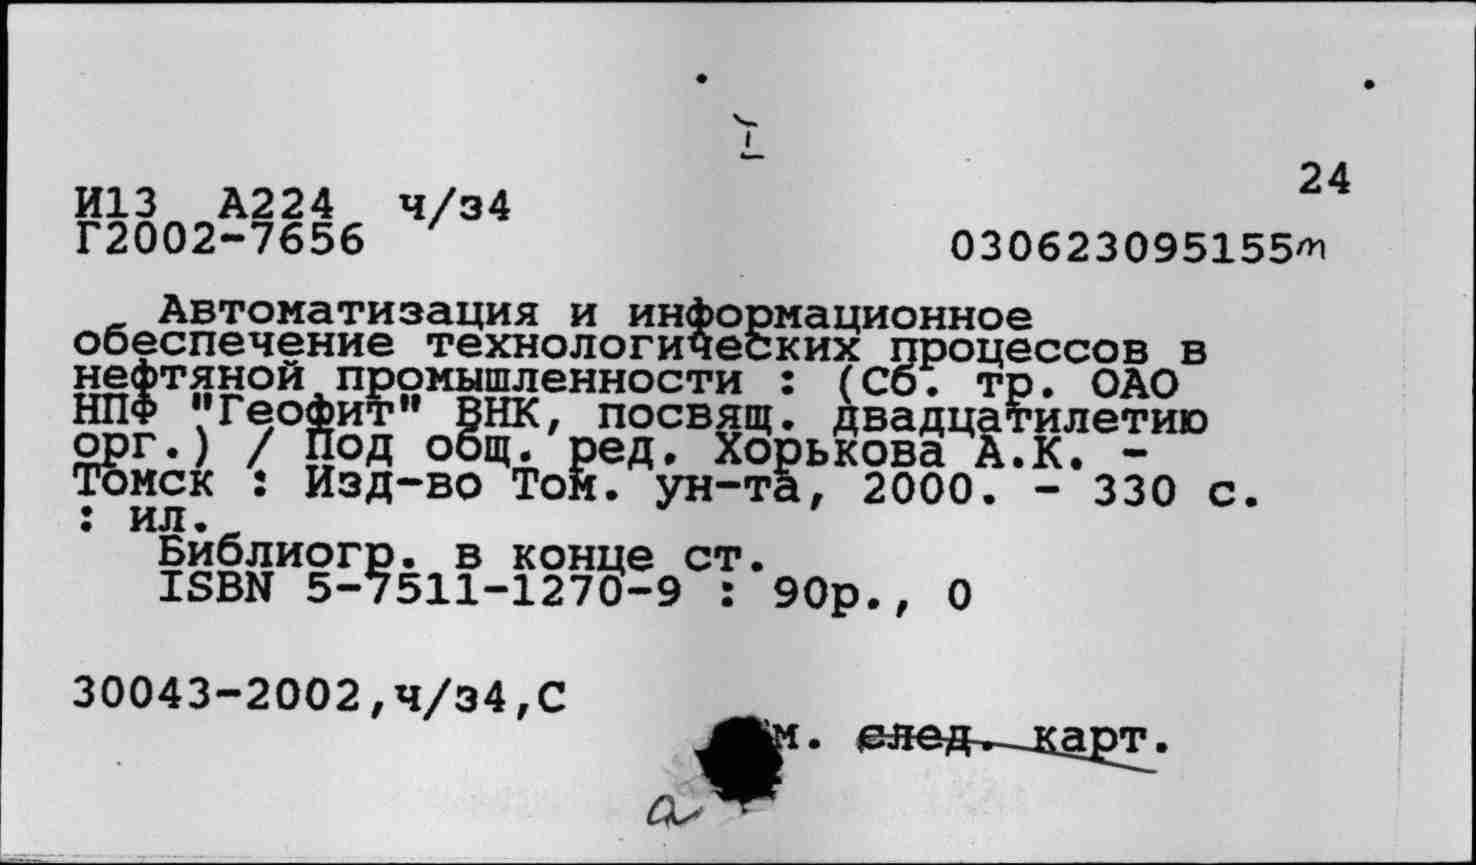 I
24
И13 А224 ч/з4
Г2002-7656
030623095155m
Автоматизация и информационное
обеспечение технологических процессов в
нефтяной промышленности : (Сб. тр. ОАО
НПФ "Геофит" ВНК, посвящ. двадцатилетию
орг.) / Под общ. ред. Хорькова А.К. -
Томск : Изд-во Том. ун-та, 2000. - 330 с.
: ил.
Библиогр. в конце ст.
ISBN 5-7511-1270-9 : 90р., 0
30043-2002,ч/з4,С
м. след. карт.
a